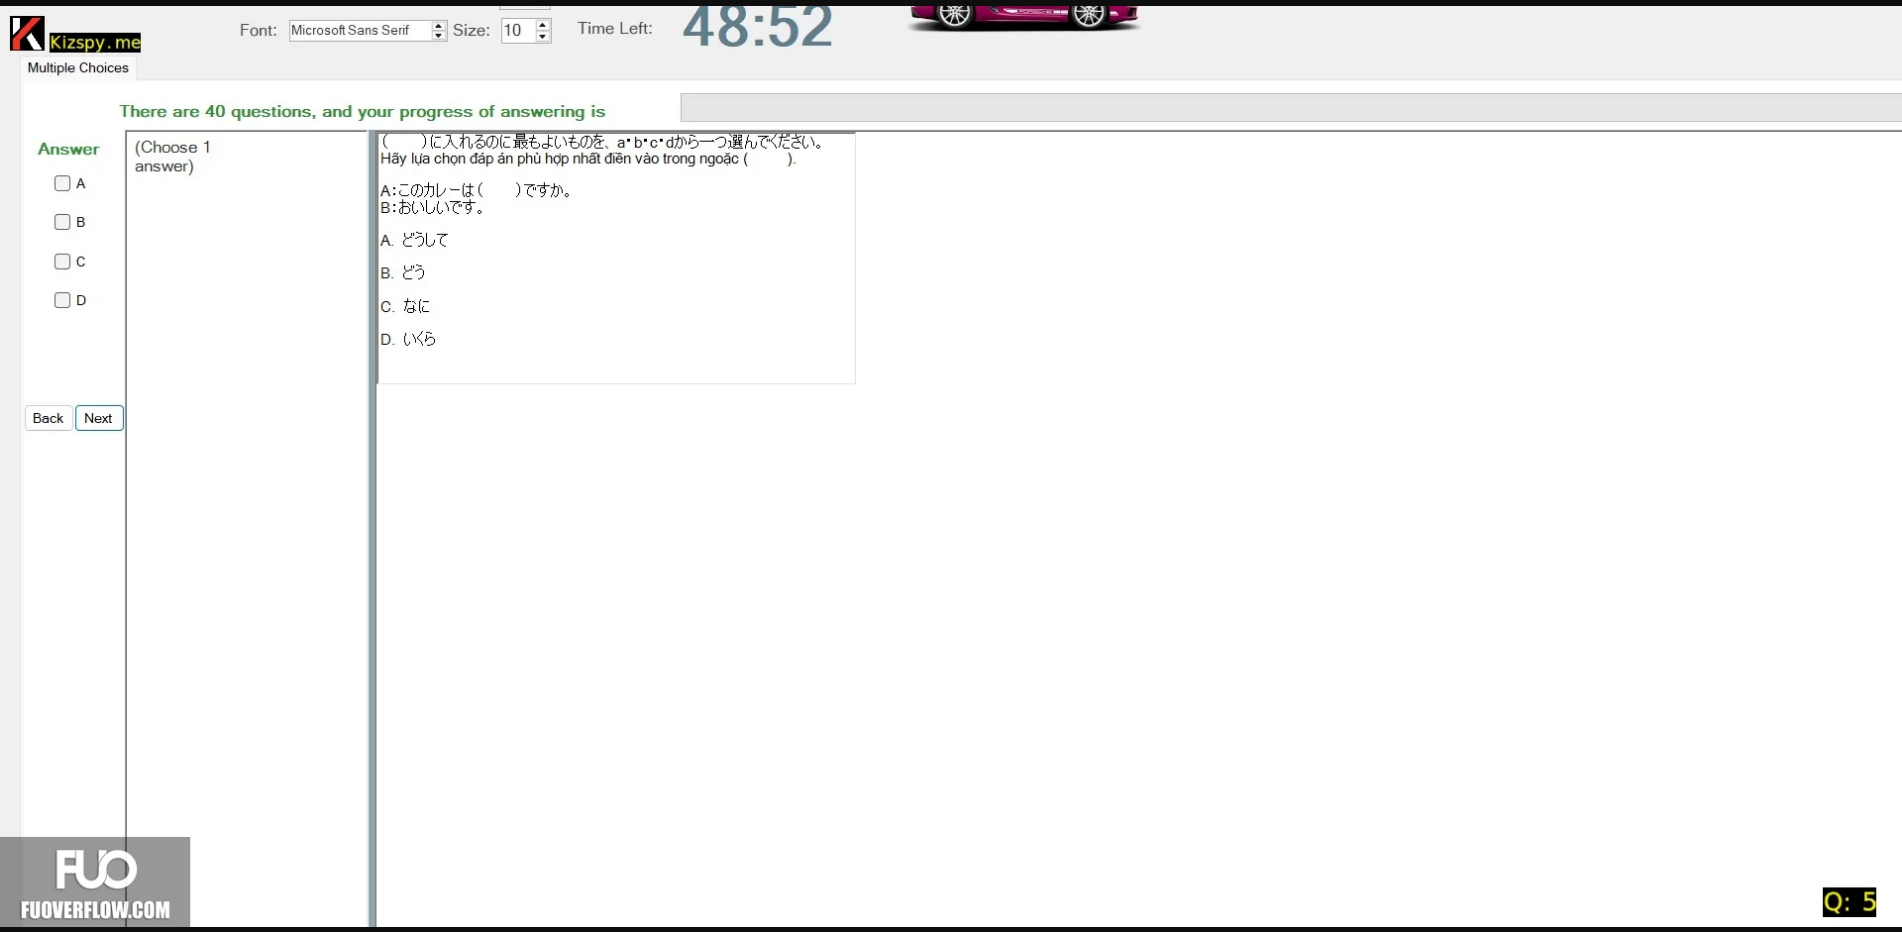 Kizspy.me
Font: Microsoft Sans Serif Size: 10 Time Left: 48:52
Multiple Choices
There are 40 questions, and your progress of answering is
Answer
A
B
C
D
Back Next
(Choose 1
answer)
(　　)に入れるのに最もよいものを、a･b･c･dから一つ選んでください。
Hãy lựa chọn đáp án phù hợp nhất điền vào trong ngoặc (　　).
A:このカレーは(　　)ですか。
B:おいしいです。
A. どうして
B. どう
C. なに
D. いくら
FUO
FUOVERFLOW.COM
Q: 5